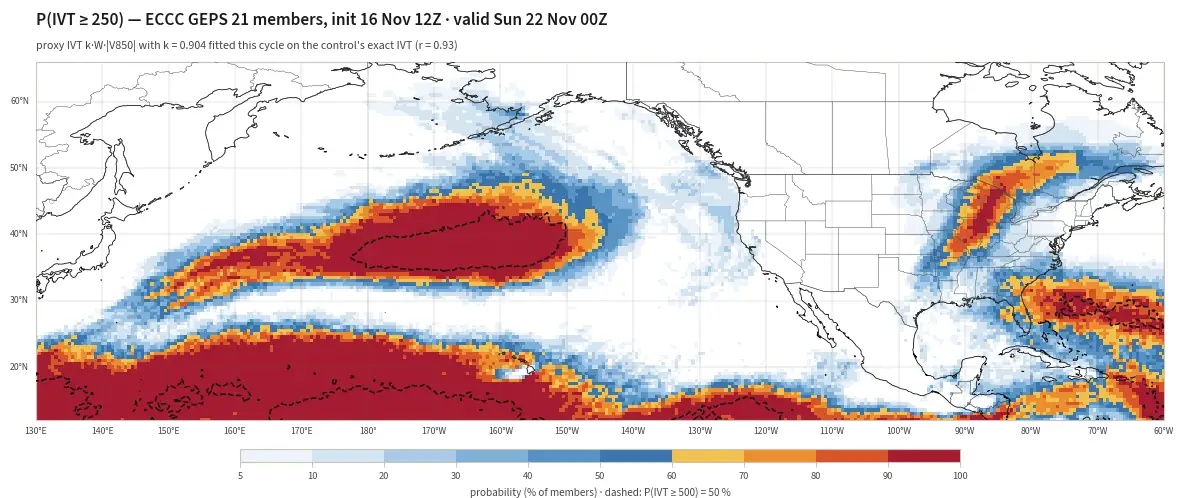 P(IVT ≥ 250) — ECCC GEPS 21 members, init 16 Nov 12Z · valid Sun 22 Nov 00Z
proxy IVT k·W·|V850| with k = 0.904 fitted this cycle on the control's exact IVT (r = 0.93)
60°N
50°N
40°N
30°N
20°N
130°E 140°E 150°E 160°E 170°E 180° 170°W 160°W 150°W 140°W 130°W 120°W 110°W 100°W 90°W 80°W 70°W 60°W
5 10 20 30 40 50 60 70 80 90 100
probability (% of members) · dashed: P(IVT ≥ 500) = 50 %